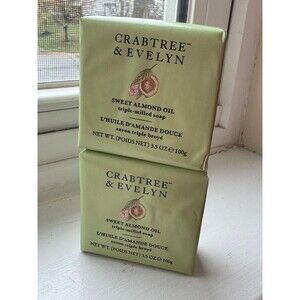 CRABTREE™
& EVELYN
SWEET ALMOND OIL
triple-milled soap
L'HUILE D'AMANDE DOUCE
savon triple broyé
NET WT. (POIDS NET) 3.5 OZ ℮ 100g
CRABTREE™
& EVELYN
SWEET ALMOND OIL
triple-milled soap
L'HUILE D'AMANDE DOUCE
savon triple broyé
NET WT. (POIDS NET) 3.5 OZ ℮ 100g